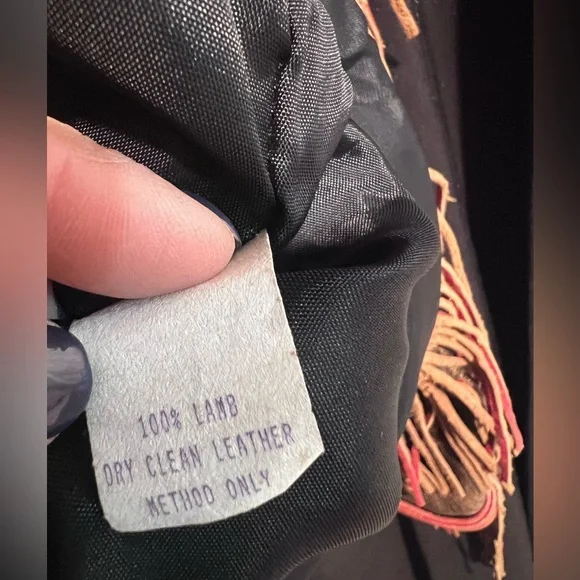 100% LAMB
DRY CLEAN LEATHER
METHOD ONLY